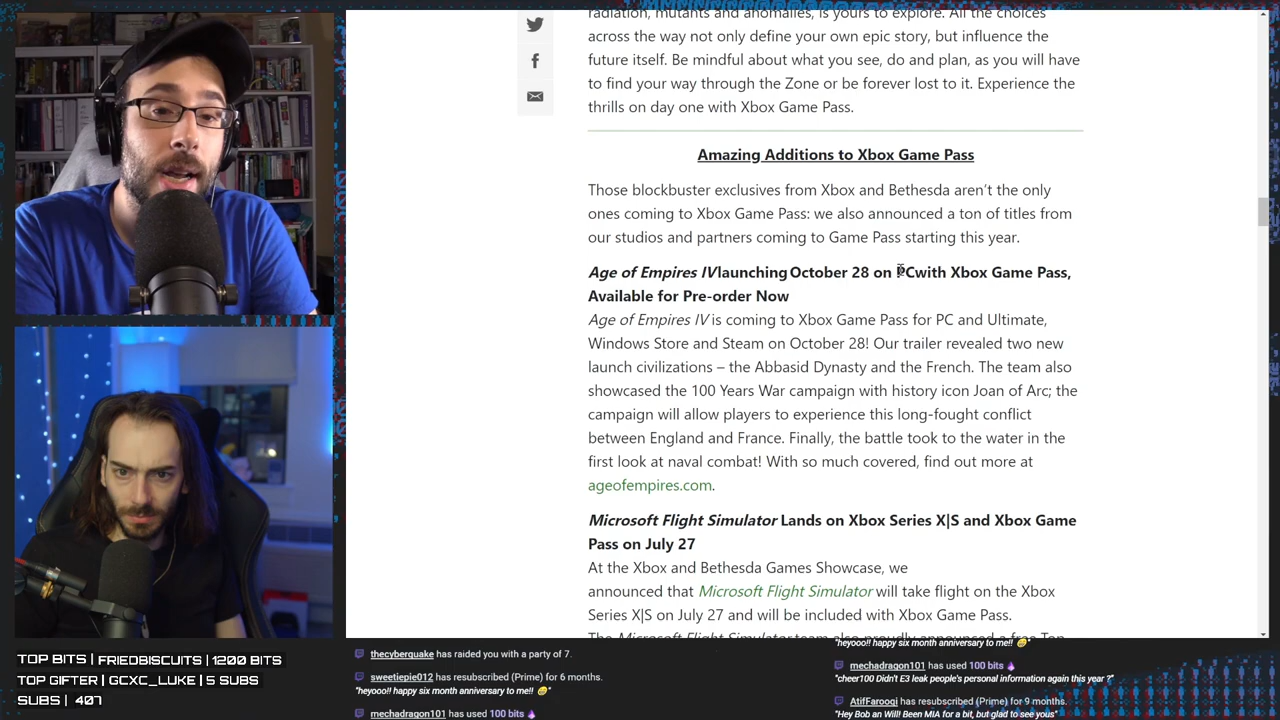 radiation, mutants and anomalies, is yours to explore. All the choices
across the way not only define your own epic story, but influence the
future itself. Be mindful about what you see, do and plan, as you will have
to find your way through the Zone or be forever lost to it. Experience the
thrills on day one with Xbox Game Pass.
Amazing Additions to Xbox Game Pass
Those blockbuster exclusives from Xbox and Bethesda aren’t the only
ones coming to Xbox Game Pass: we also announced a ton of titles from
our studios and partners coming to Game Pass starting this year.
Age of Empires IVlaunching October 28 on PCwith Xbox Game Pass,
Available for Pre-order Now
Age of Empires IV is coming to Xbox Game Pass for PC and Ultimate,
Windows Store and Steam on October 28! Our trailer revealed two new
launch civilizations – the Abbasid Dynasty and the French. The team also
showcased the 100 Years War campaign with history icon Joan of Arc; the
campaign will allow players to experience this long-fought conflict
between England and France. Finally, the battle took to the water in the
first look at naval combat! With so much covered, find out more at
ageofempires.com.
Microsoft Flight Simulator Lands on Xbox Series X|S and Xbox Game
Pass on July 27
At the Xbox and Bethesda Games Showcase, we
announced that Microsoft Flight Simulator will take flight on the Xbox
Series X|S on July 27 and will be included with Xbox Game Pass.
The Microsoft Flight Simulator team also proudly announced a free Top
TOP BITS | FRIEDBISCUITS | 1200 BITS
TOP GIFTER | GCXC_LUKE | 5 SUBS
SUBS | 407
thecyberquake has raided you with a party of 7.
sweetiepie012 has resubscribed (Prime) for 6 months.
"heyooo!! happy six month anniversary to me!! 🤣"
mechadragon101 has used 100 bits
"heyooo!! happy six month anniversary to me!! 🤣"
mechadragon101 has used 100 bits
"cheer100 Didn't E3 leak people's personal information again this year ?"
AtifFarooqi has resubscribed (Prime) for 9 months.
"Hey Bob an Will! Been MIA for a bit, but glad to see yous"